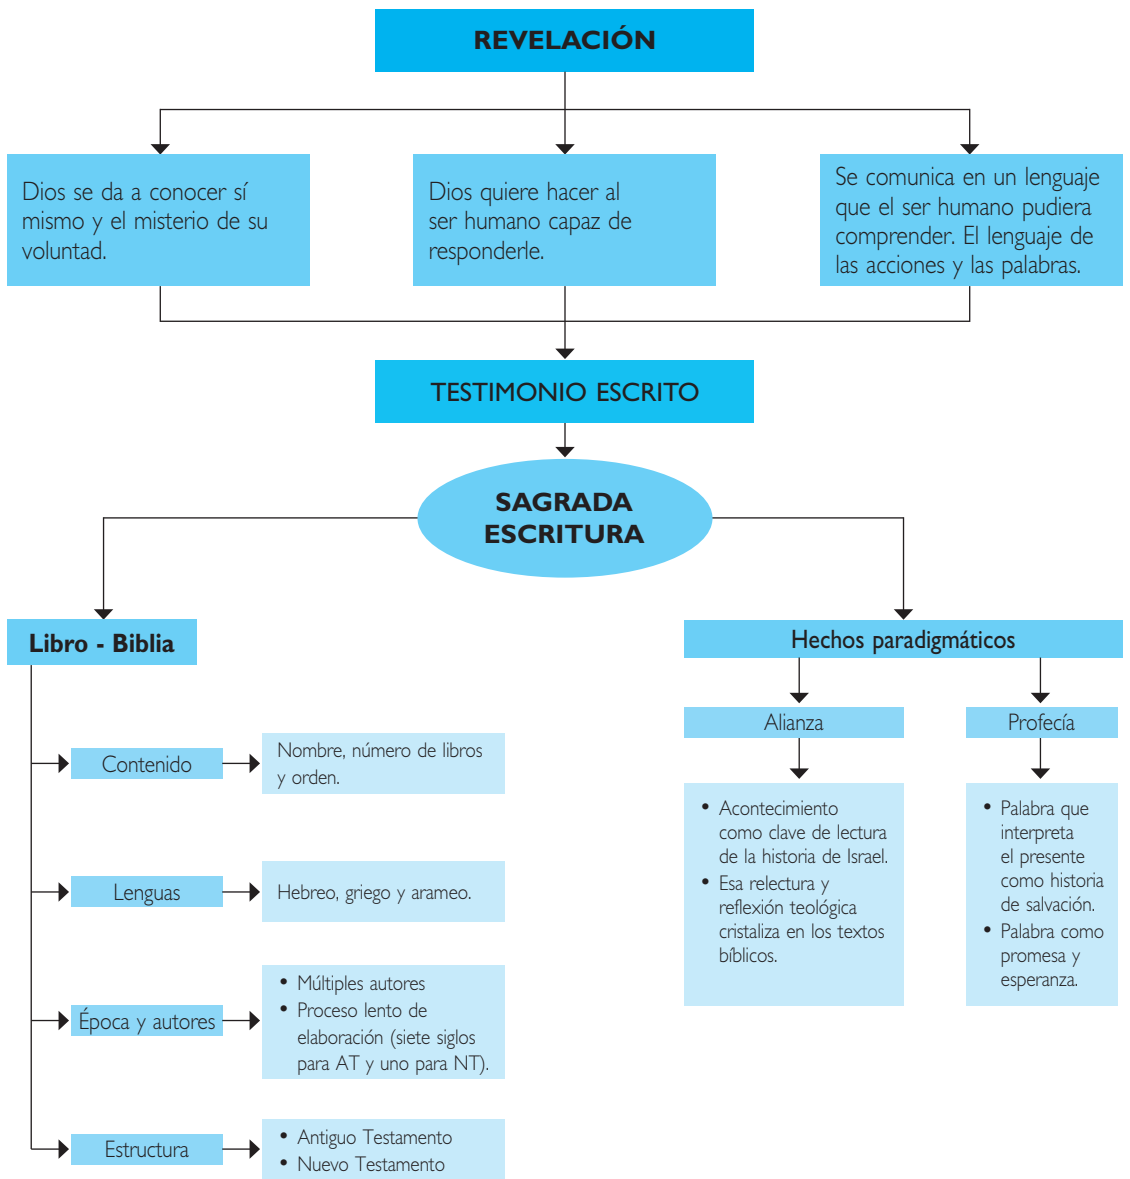 REVELACIÓN
Dios se da a conocer sí
mismo y el misterio de su
voluntad.
Dios quiere hacer al
ser humano capaz de
responderle.
Se comunica en un lenguaje
que el ser humano pudiera
comprender. El lenguaje de
las acciones y las palabras.
TESTIMONIO ESCRITO
SAGRADA
ESCRITURA
Libro - Biblia
Contenido
Nombre, número de libros
y orden.
Lenguas
Hebreo, griego y arameo.
Época y autores
• Múltiples autores
• Proceso lento de
elaboración (siete siglos
para AT y uno para NT).
Estructura
• Antiguo Testamento
• Nuevo Testamento
Hechos paradigmáticos
Alianza
• Acontecimiento
como clave de lectura
de la historia de Israel.
• Esa relectura y
reflexión teológica
cristaliza en los textos
bíblicos.
Profecía
• Palabra que
interpreta
el presente
como historia
de salvación.
• Palabra como
promesa y
esperanza.